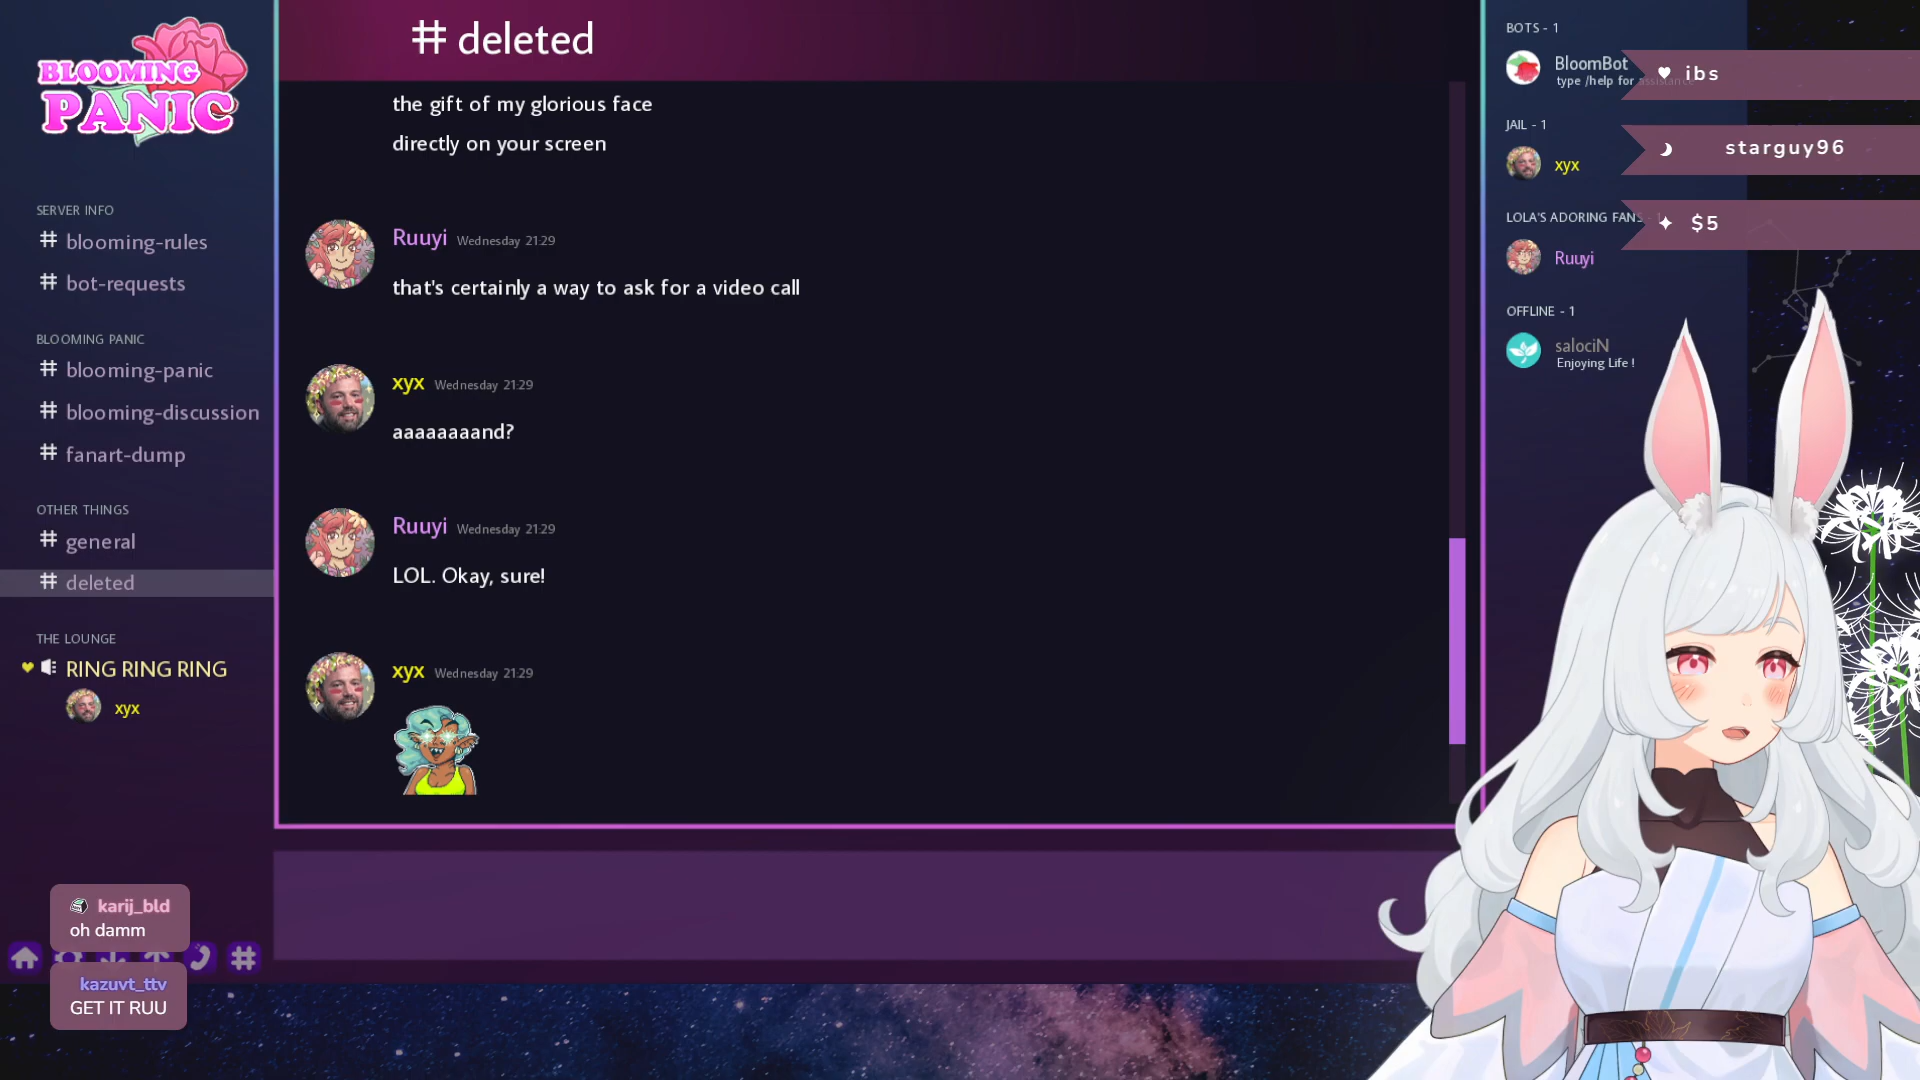 BLOOMING
PANIC
SERVER INFO
# blooming-rules
# bot-requests
BLOOMING PANIC
# blooming-panic
# blooming-discussion
# fanart-dump
OTHER THINGS
# general
# deleted
THE LOUNGE
RING RING RING
xyx
karij_bld
oh damm
kazuvt_ttv
GET IT RUU
# deleted
the gift of my glorious face
directly on your screen
Ruuyi Wednesday 21:29
that's certainly a way to ask for a video call
xyx Wednesday 21:29
aaaaaaaand?
Ruuyi Wednesday 21:29
LOL. Okay, sure!
xyx Wednesday 21:29
BOTS - 1
BloomBot
type /help for assistance
JAIL - 1
xyx
LOLA'S ADORING FANS - 1
Ruuyi
OFFLINE - 1
salociN
Enjoying Life !
ibs
starguy96
$5